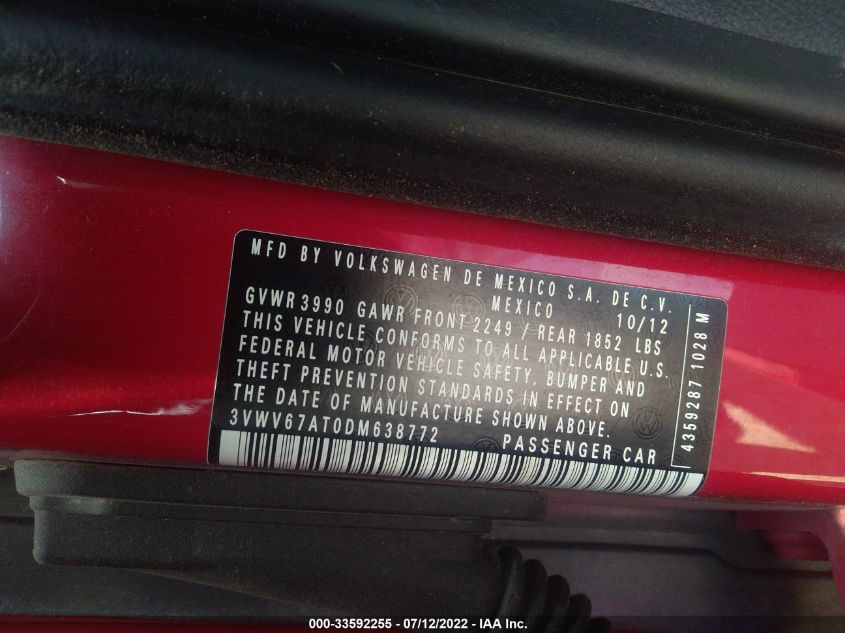 MFD BY VOLKSWAGEN DE MEXICO S.A. DE C.V.
MEXICO 10/12
GVWR 3990 GAWR FRONT 2249 / REAR 1852 LBS
THIS VEHICLE CONFORMS TO ALL APPLICABLE U.S.
FEDERAL MOTOR VEHICLE SAFETY, BUMPER AND
THEFT PREVENTION STANDARDS IN EFFECT ON
THE DATE OF MANUFACTURE SHOWN ABOVE.
3VWV67AT0DM638772 PASSENGER CAR
4359287 1028 M
000-33592255 - 07/12/2022 - IAA Inc.